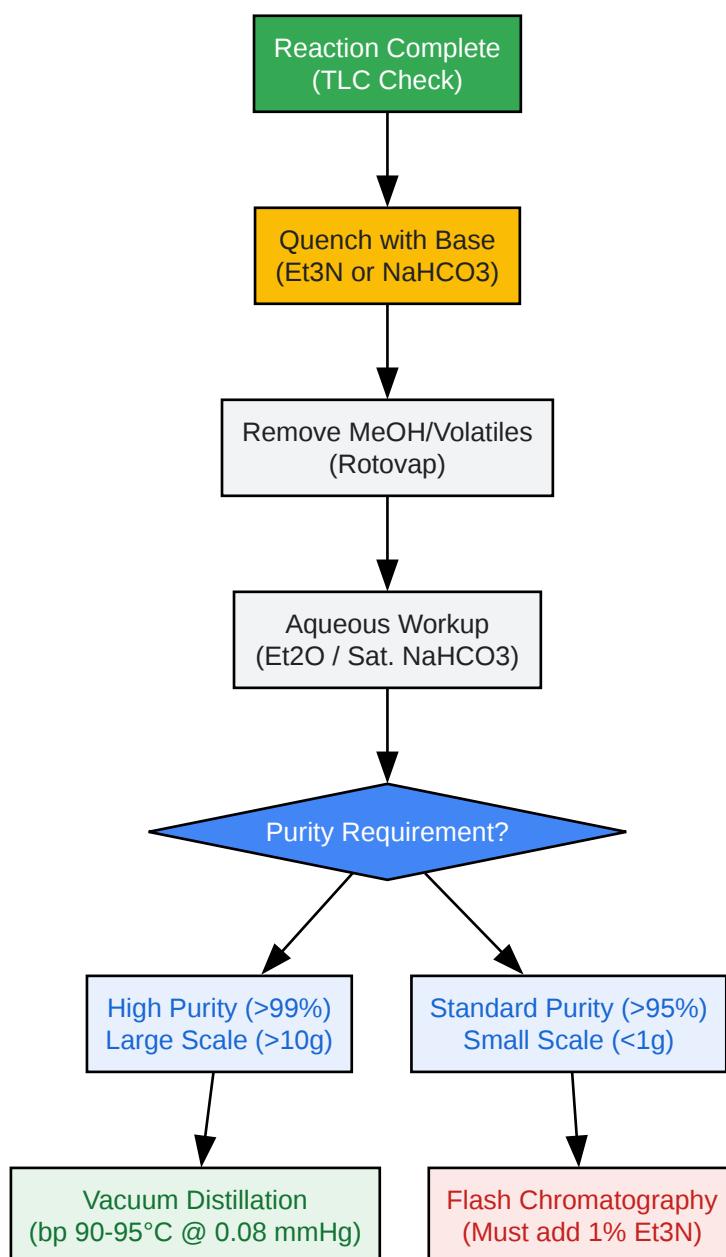 Reaction Complete
(TLC Check)
Quench with Base
(Et3N or NaHCO3)
Remove MeOH/Volatiles
(Rotovap)
Aqueous Workup
(Et2O / Sat. NaHCO3)
Purity Requirement?
High Purity (>99%)
Large Scale (>10g)
Standard Purity (>95%)
Small Scale (<1g)
Vacuum Distillation
(bp 90-95°C @ 0.08 mmHg)
Flash Chromatography
(Must add 1% Et3N)